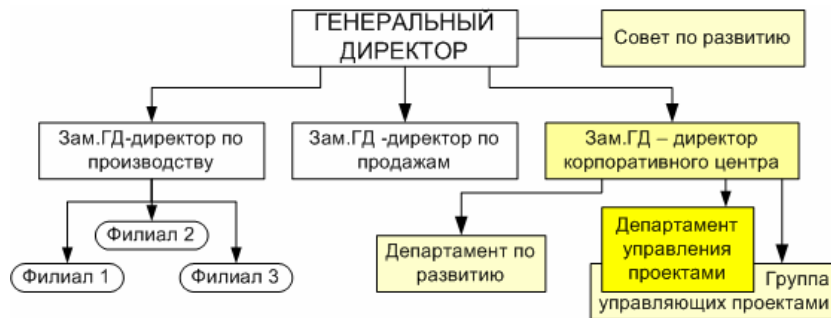 ГЕНЕРАЛЬНЫЙ
ДИРЕКТОР
Совет по развитию
Зам.ГД-директор по
производству
Зам.ГД -директор по
продажам
Зам.ГД – директор
корпоративного центра
Филиал 1
Филиал 2
Филиал 3
Департамент по
развитию
Департамент
управления
проектами
Группа
управляющих проектами